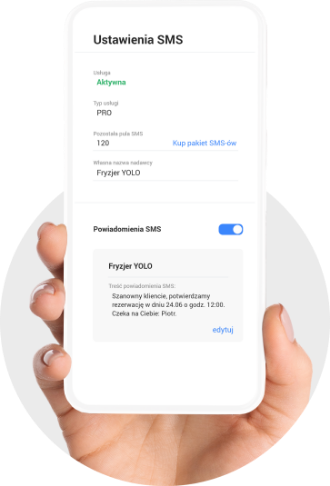 Ustawienia SMS
Usługa
Aktywna
Typ usługi
PRO
Pozostała pula SMS
120 Kup pakiet SMS-ów
Własna nazwa nadawcy
Fryzjer YOLO
Powiadomienia SMS
Fryzjer YOLO
Treść powiadomienia SMS:
Szanowny kliencie, potwierdzamy
rezerwację w dniu 24.06 o godz. 12:00.
Czeka na Ciebie: Piotr.
edytuj